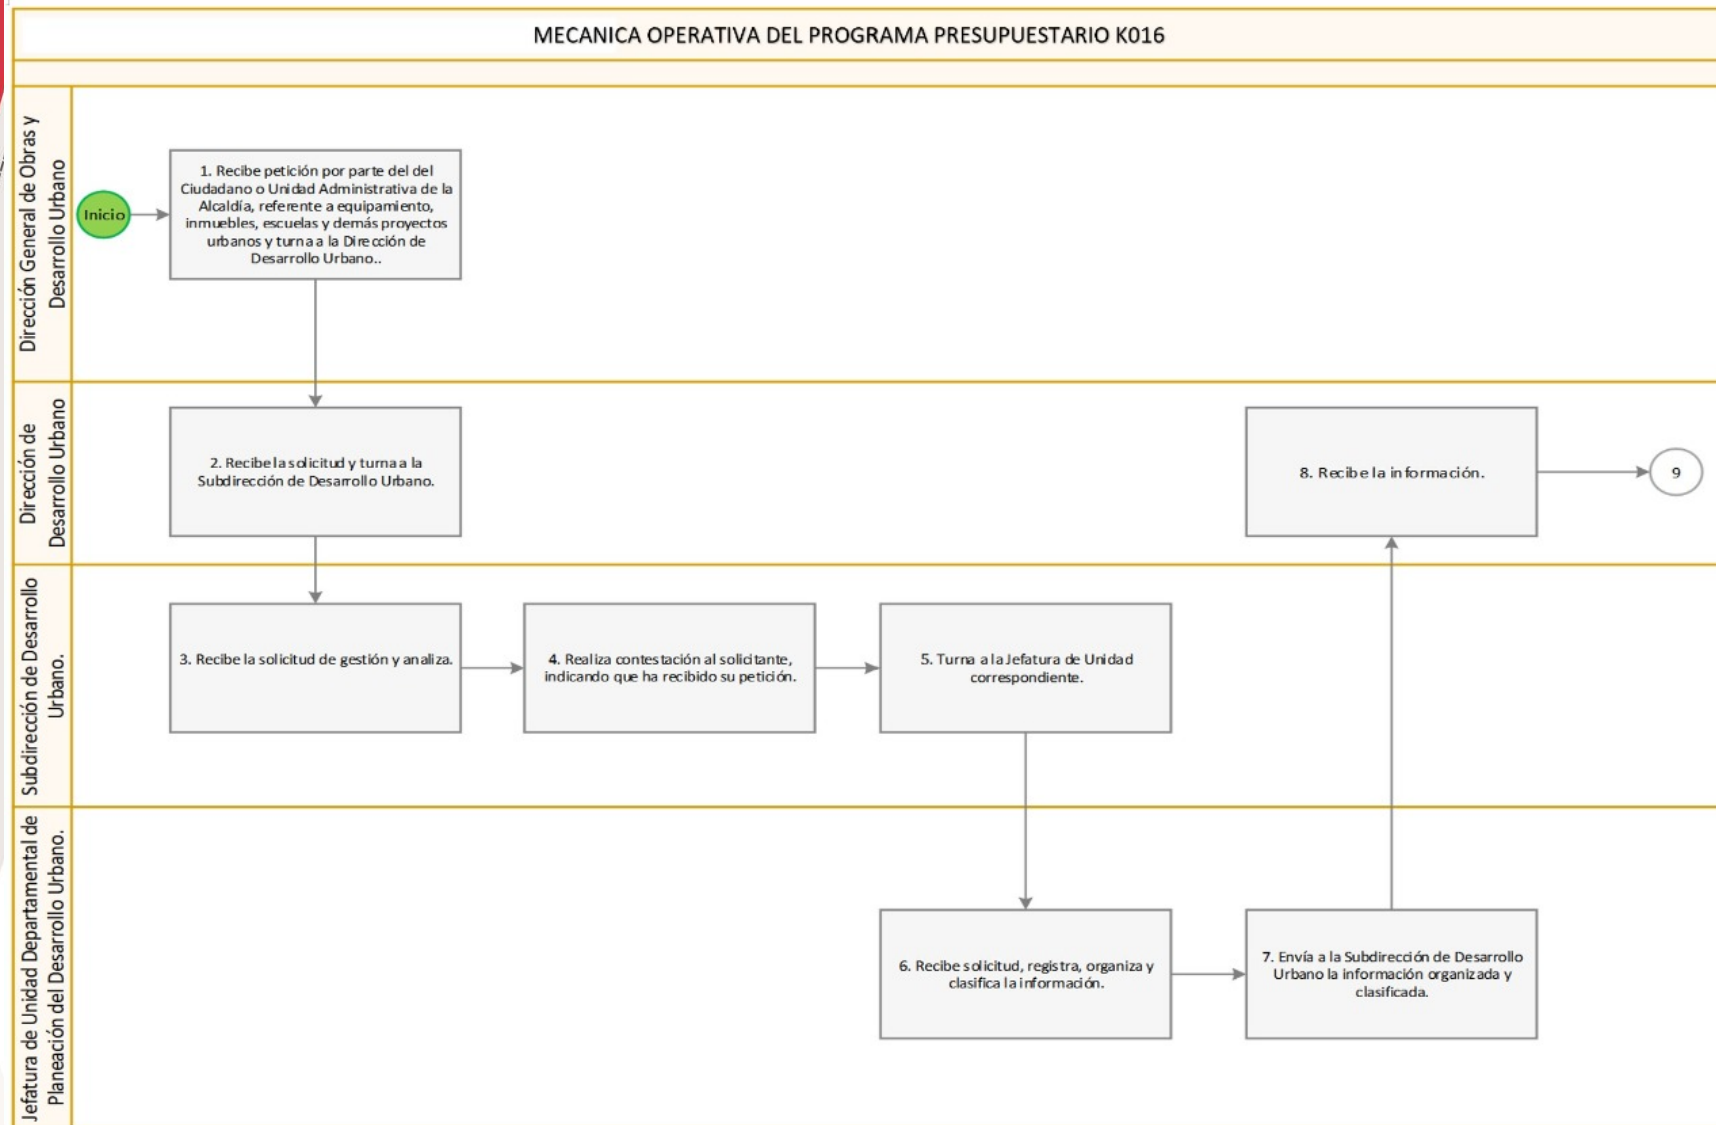 MECANICA OPERATIVA DEL PROGRAMA PRESUPUESTARIO K016
Dirección General de Obras y
Desarrollo Urbano
Inicio
1. Recibe petición por parte del del
Ciudadano o Unidad Administrativa de la
Alcaldía, referente a equipamiento,
inmuebles, escuelas y demás proyectos
urbanos y turna a la Dirección de
Desarrollo Urbano..
Dirección de
Desarrollo Urbano
2. Recibe la solicitud y turna a la
Subdirección de Desarrollo Urbano.
8. Recibe la información.
9
Subdirección de Desarrollo
Urbano.
3. Recibe la solicitud de gestión y analiza.
4. Realiza contestación al solicitante,
indicando que ha recibido su petición.
5. Turna a la Jefatura de Unidad
correspondiente.
Jefatura de Unidad Departamental de
Planeación del Desarrollo Urbano.
6. Recibe solicitud, registra, organiza y
clasifica la información.
7. Envía a la Subdirección de Desarrollo
Urbano la información organizada y
clasificada.